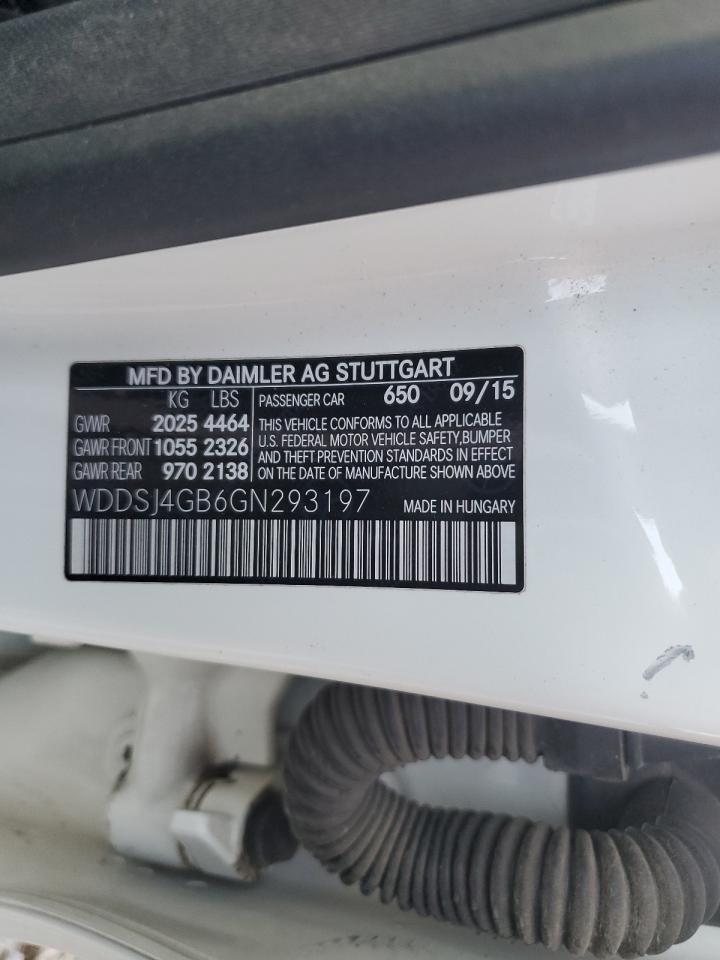 MFD BY DAIMLER AG STUTTGART
KG LBS
GVWR 2025 4464
GAWR FRONT 1055 2326
GAWR REAR 970 2138
PASSENGER CAR 650 09/15
THIS VEHICLE CONFORMS TO ALL APPLICABLE
U.S. FEDERAL MOTOR VEHICLE SAFETY,BUMPER
AND THEFT PREVENTION STANDARDS IN EFFECT
ON THE DATE OF MANUFACTURE SHOWN ABOVE
WDDSJ4GB6GN293197 MADE IN HUNGARY